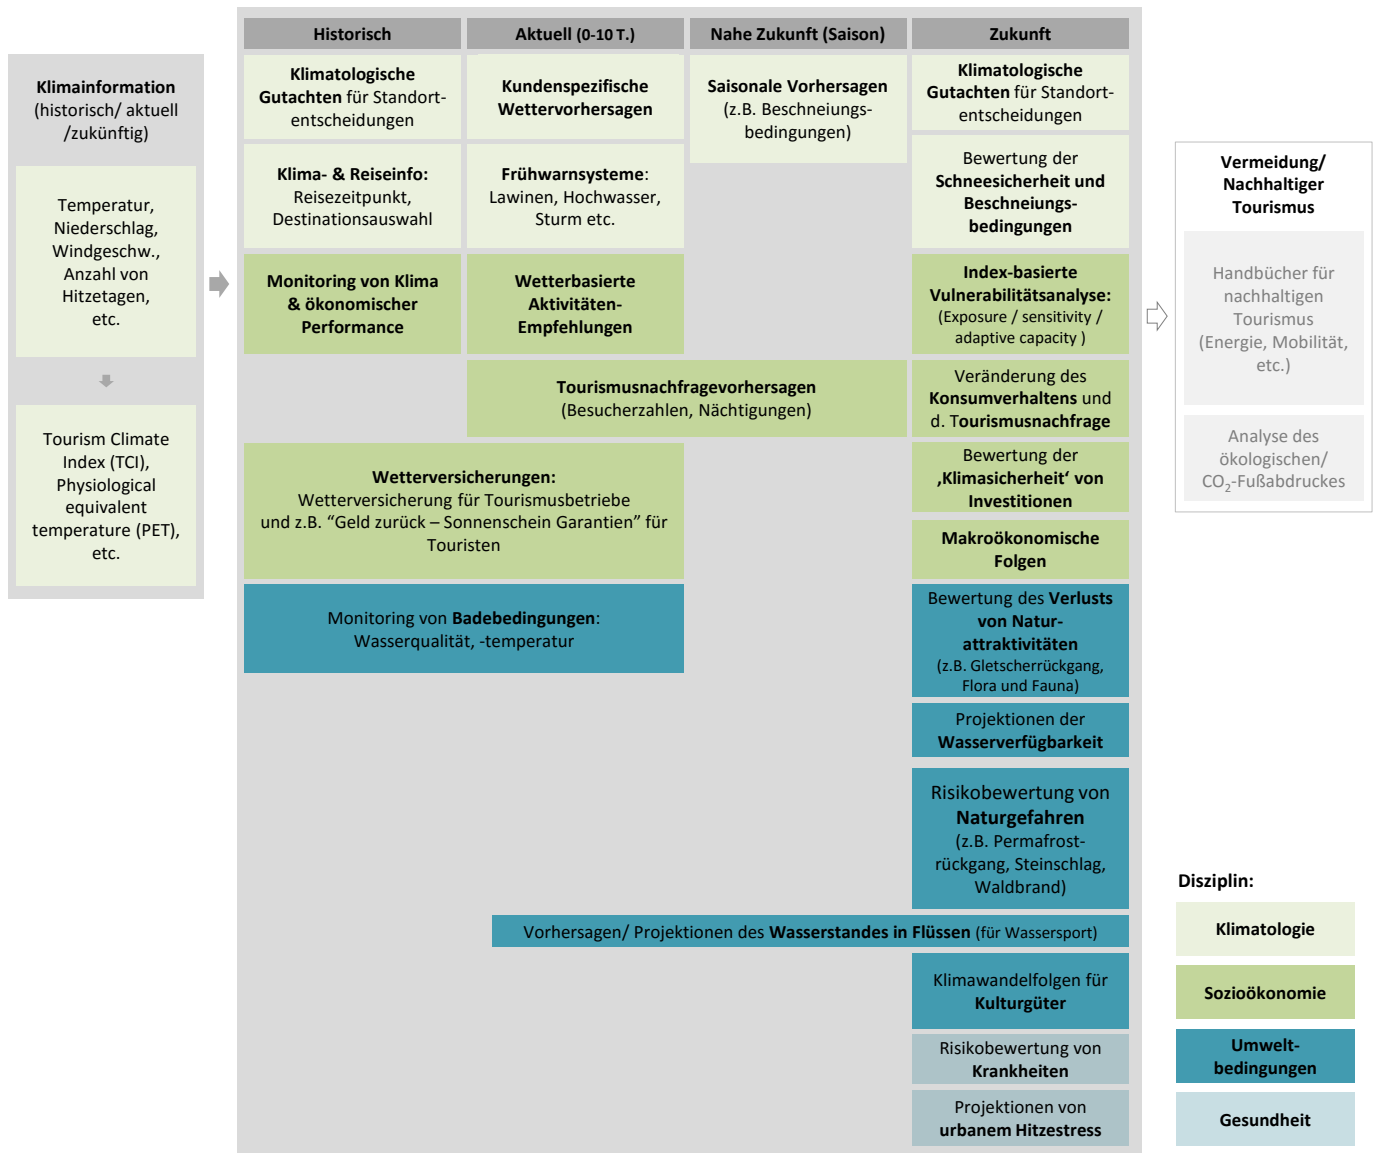 Klimainformation
(historisch/ aktuell
/zukünftig)
Temperatur,
Niederschlag,
Windgeschw.,
Anzahl von
Hitzetagen,
etc.
Tourism Climate
Index (TCI),
Physiological
equivalent
temperature (PET),
etc.
Historisch
Klimatologische
Gutachten für Standort-
entscheidungen
Klima- & Reiseinfo:
Reisezeitpunkt,
Destinationsauswahl
Monitoring von Klima
& ökonomischer
Performance
Aktuell (0-10 T.)
Kundenspezifische
Wettervorhersagen
Frühwarnsysteme:
Lawinen, Hochwasser,
Sturm etc.
Wetterbasierte
Aktivitäten-
Empfehlungen
Nahe Zukunft (Saison)
Saisonale Vorhersagen
(z.B. Beschneiungs-
bedingungen)
Tourismusnachfragevorhersagen
(Besucherzahlen, Nächtigungen)
Wetterversicherungen:
Wetterversicherung für Tourismusbetriebe
und z.B. “Geld zurück – Sonnenschein Garantien” für
Touristen
Monitoring von Badebedingungen:
Wasserqualität, -temperatur
Zukunft
Klimatologische
Gutachten für Standort-
entscheidungen
Bewertung der
Schneesicherheit und
Beschneiungs-
bedingungen
Index-basierte
Vulnerabilitätsanalyse:
(Exposure / sensitivity /
adaptive capacity )
Veränderung des
Konsumverhaltens und
d. Tourismusnachfrage
Bewertung der
‚Klimasicherheit‘ von
Investitionen
Makroökonomische
Folgen
Bewertung des Verlusts
von Natur-
attraktivitäten
(z.B. Gletscherrückgang,
Flora und Fauna)
Projektionen der
Wasserverfügbarkeit
Risikobewertung von
Naturgefahren
(z.B. Permafrost-
rückgang, Steinschlag,
Waldbrand)
Vorhersagen/ Projektionen des Wasserstandes in Flüssen (für Wassersport)
Klimawandelfolgen für
Kulturgüter
Risikobewertung von
Krankheiten
Projektionen von
urbanem Hitzestress
Vermeidung/
Nachhaltiger
Tourismus
Handbücher für
nachhaltigen
Tourismus
(Energie, Mobilität,
etc.)
Analyse des
ökologischen/
CO₂-Fußabdruckes
Disziplin:
Klimatologie
Sozioökonomie
Umwelt-
bedingungen
Gesundheit